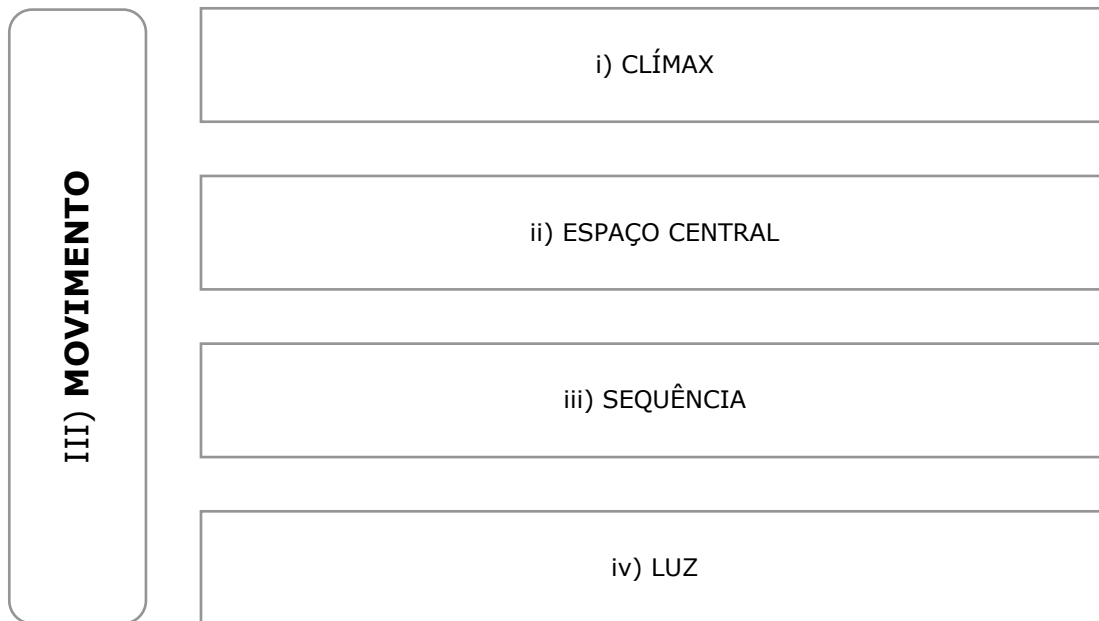 III) MOVIMENTO
i) CLÍMAX
ii) ESPAÇO CENTRAL
iii) SEQUÊNCIA
iv) LUZ